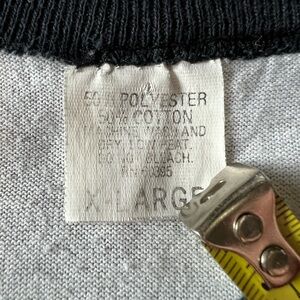 50% POLYESTER
50% COTTON
MACHINE WASH AND
DRY, LOW HEAT.
DO NOT BLEACH.
X-LARGE